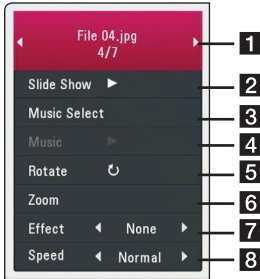 File 04.jpg 1
4/7
Slide Show 2
Music Select 3
Music 4
Rotate 5
Zoom 6
Effect None 7
Speed Normal 8